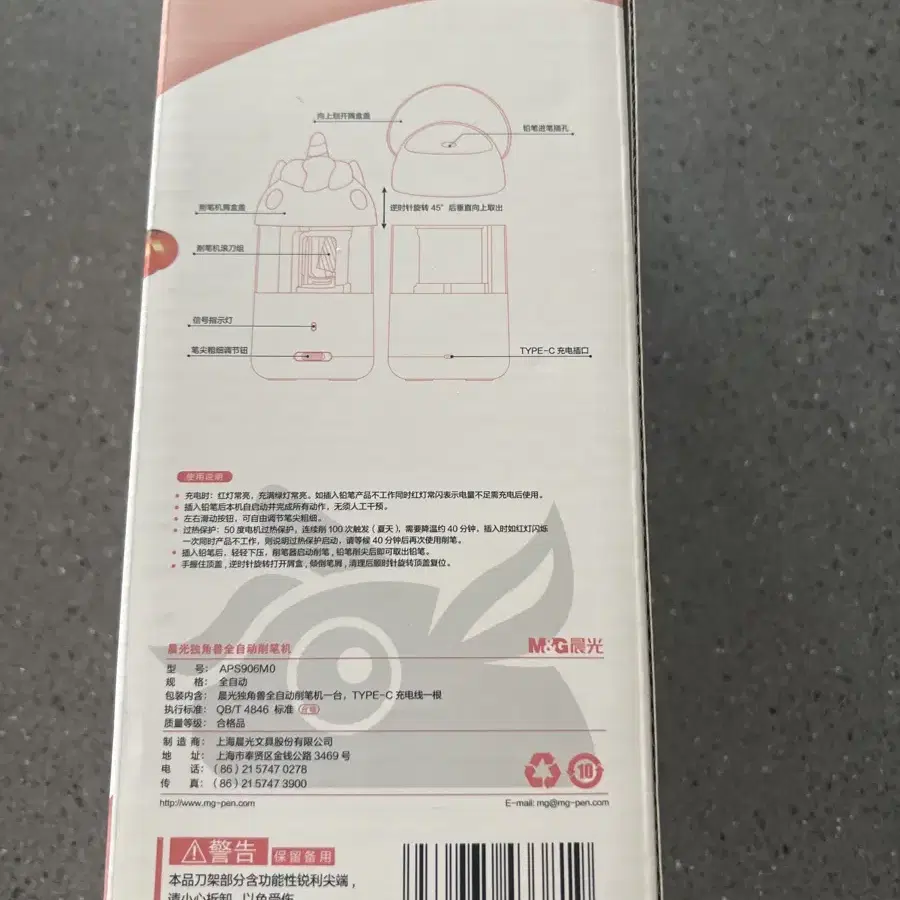 向上翻开屑盒盖
铅笔进笔插孔
削笔机屑盒盖
逆时针旋转 45° 后垂直向上取出
削笔机滚刀组
信号指示灯
笔尖粗细调节钮
TYPE-C 充电插口
使用说明
• 充电时：红灯常亮，充满绿灯常亮。如插入铅笔产品不工作同时红灯常闪表示电量不足需充电后使用。
• 插入铅笔后本机自启动并完成所有动作，无须人工干预。
• 左右滑动按钮，可自由调节笔尖粗细。
• 过热保护：50 度电机过热保护，连续削 100 次触发（夏天），需要降温约 40 分钟、插入时如红灯闪烁
一次同时产品不工作，则说明过热保护启动，请等候 40 分钟后再次使用削笔。
• 插入铅笔后，轻轻下压，削笔器启动削笔，铅笔削尖后即可取出铅笔。
• 手握住顶盖，逆时针旋转打开屑盒，倾倒笔屑，清理后顺时针旋转顶盖复位。
晨光独角兽全自动削笔机
M&G晨光
型 号： APS906M0
规 格： 全自动
包装内含： 晨光独角兽全自动削笔机一台，TYPE-C 充电线一根
执行标准： QB/T 4846 标准
质量等级： 合格品
制 造 商： 上海晨光文具股份有限公司
地 址： 上海市奉贤区金钱公路 3469 号
电 话：（86）21 5747 0278
传 真：（86）21 5747 3900
10
http://www.mg-pen.com
E-mail: mg@mg-pen.com
警告 保留备用
本品刀架部分含功能性锐利尖端，
请小心拆卸，以免受伤